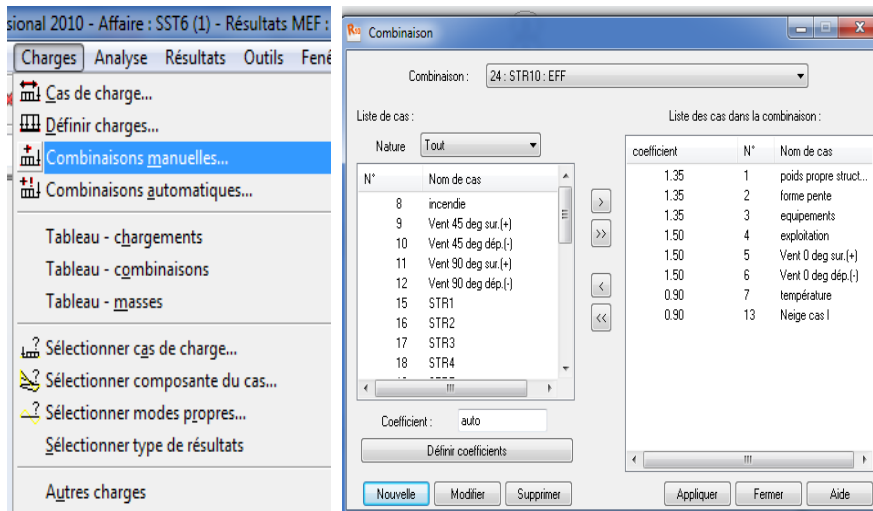 sional 2010 - Affaire : SST6 (1) - Résultats MEF :
Charges Analyse Résultats Outils Fené
Cas de charge...
Définir charges...
Combinaisons manuelles...
Combinaisons automatiques...
Tableau - chargements
Tableau - combinaisons
Tableau - masses
Sélectionner cas de charge...
Sélectionner composante du cas...
Sélectionner modes propres...
Sélectionner type de résultats
Autres charges
Combinaison
Combinaison : 24 : STR10 : EFF
Liste de cas :
Nature Tout
N° Nom de cas
8 incendie
9 Vent 45 deg sur.(+)
10 Vent 45 deg dép.(-)
11 Vent 90 deg sur.(+)
12 Vent 90 deg dép.(-)
15 STR1
16 STR2
17 STR3
18 STR4
Coefficient : auto
Définir coefficients
Nouvelle Modifier Supprimer
> 
>>
<
<<
Liste des cas dans la combinaison :
coefficient N° Nom de cas
1.35 1 poids propre struct...
1.35 2 forme pente
1.35 3 equipements
1.50 4 exploitation
1.50 5 Vent 0 deg sur.(+)
1.50 6 Vent 0 deg dép.(-)
0.90 7 température
0.90 13 Neige cas I
Appliquer Fermer Aide